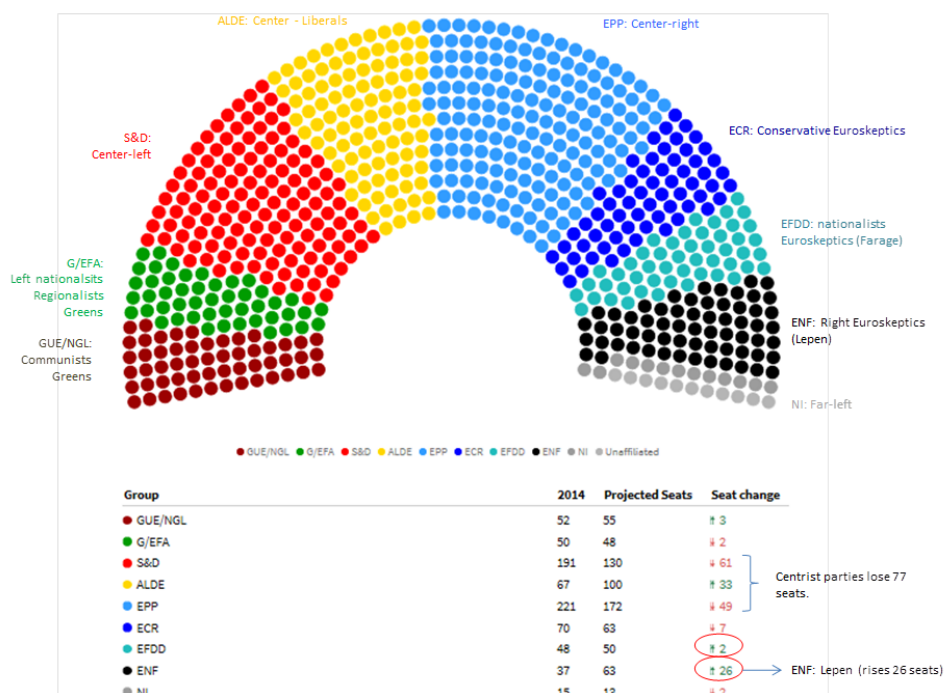 ALDE: Center - Liberals
EPP: Center-right
S&D:
Center-left
ECR: Conservative Euroskeptics
EFDD: nationalists
Euroskeptics (Farage)
G/EFA:
Left nationalsits
Regionalists
Greens
ENF: Right Euroskeptics
(Lepen)
GUE/NGL:
Communists
Greens
NI: Far-left
GUE/NGL G/EFA S&D ALDE EPP ECR EFDD ENF NI Unaffiliated
Group 2014 Projected Seats Seat change
GUE/NGL 52 55 3
G/EFA 50 48 2
S&D 191 130 61
ALDE 67 100 33
Centrist parties lose 77
seats.
EPP 221 172 49
ECR 70 63 7
EFDD 48 50 2
ENF 37 63 26
ENF: Lepen (rises 26 seats)
NI 15 13 2